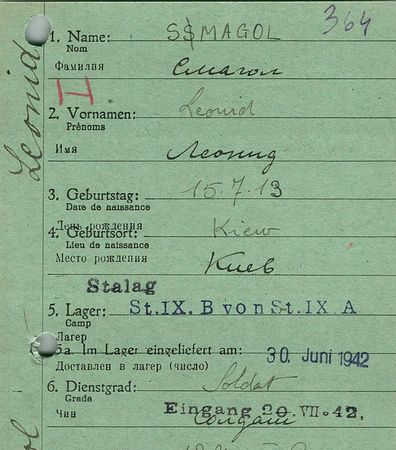 364
Leonid
1. Name: SSMAGOL
Nom
Фамилия Смагол
2. Vornamen: Leonid
Prénoms
Имя Леонид
3. Geburtstag: 15.7.13
Date de naissance
День рождения
4. Geburtsort: Kiew
Lieu de naissance
Место рождения Киев
Stalag
5. Lager: St.IX. B von St.IX A
Camp
Лагерь
5a. Im Lager eingeliefert am: 30. Juni 1942
Доставлен в лагерь (число)
6. Dienstgrad: Soldat
Grade
Eingang 20. VII. 42.
Чин Солдат